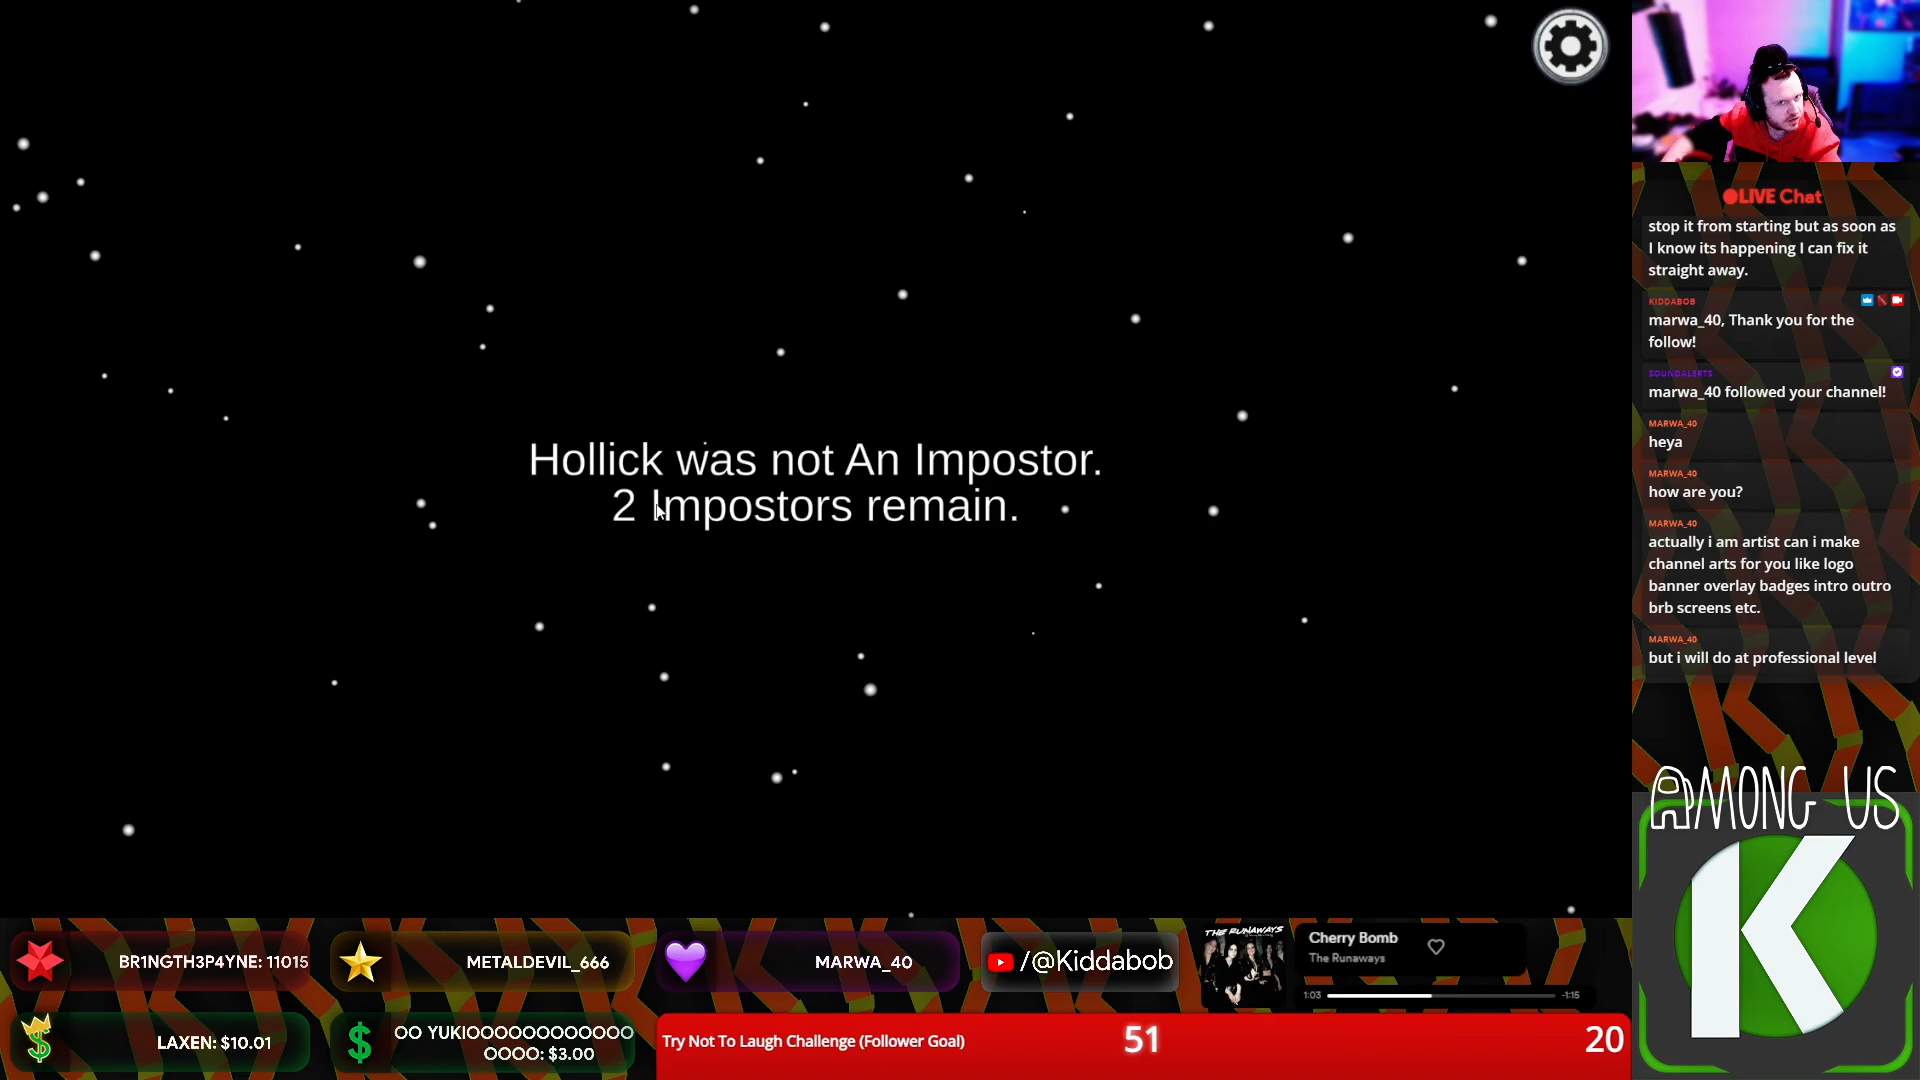 Hollick was not An Impostor.
2 Impostors remain.
LIVE Chat
stop it from starting but as soon as
I know its happening I can fix it
straight away.
KIDDABOB
marwa_40, Thank you for the
follow!
SOUNDALERTS
marwa_40 followed your channel!
MARWA_40
heya
MARWA_40
how are you?
MARWA_40
actually i am artist can i make
channel arts for you like logo
banner overlay badges intro outro
brb screens etc.
MARWA_40
but i will do at professional level
AMONG US
K
BR1NGTH3P4YNE: 11015
METALDEVIL_666
MARWA_40
/@Kiddabob
THE RUNAWAYS
Cherry Bomb
The Runaways
1:03
-1:15
LAXEN: $10.01
OO YUKIOOOOOOOOOOOO
OOOO: $3.00
Try Not To Laugh Challenge (Follower Goal)
51
20